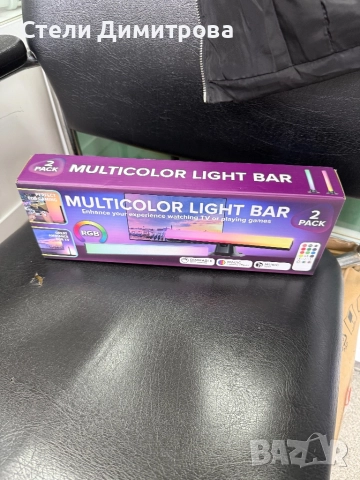 Стели Димитрова
2 PACK
MULTICOLOR LIGHT BAR
MULTICOLOR LIGHT BAR
Enhance your experience watching TV or playing games
2
PACK
RGB
BAZAR